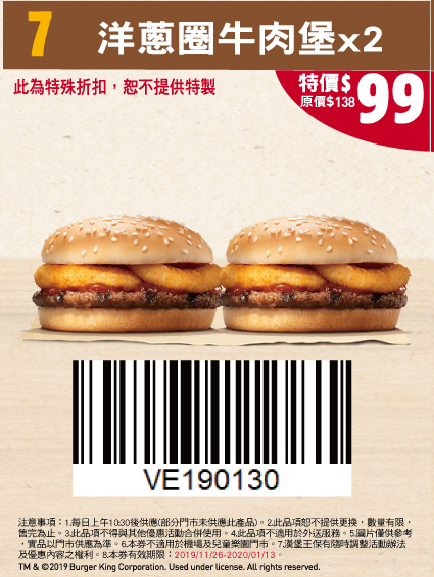 7 洋蔥圈牛肉堡x2
此為特殊折扣，恕不提供特製
特價$
原價$138
99
VE190130
注意事項：1.每日上午10:30後供應(部分門市未供應此產品)。2.此品項恕不提供更換，數量有限，
售完為止。3.此品項不得與其他優惠活動合併使用。4.此品項不適用於外送服務。5.圖片僅供參考
，實品以門市供應為準。6.本券不適用於機場及兒童樂園門市。7.漢堡王保有隨時調整活動辦法
及優惠內容之權利。8.本券有效期限：2019/11/26-2020/01/13。
TM & ©2019 Burger King Corporation. Used under license. All rights reserved.